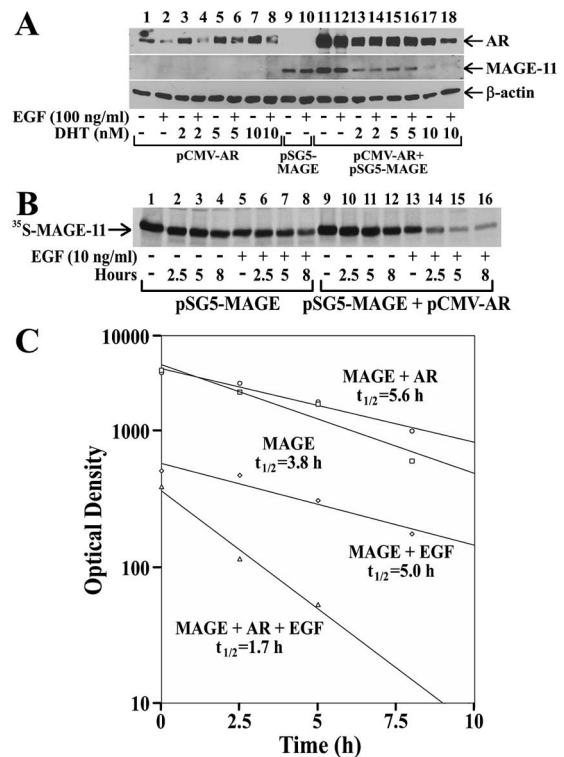 A
1 2 3 4 5 6 7 8 9 10 11 12 13 14 15 16 17 18
AR
MAGE-11
β-actin
EGF (100 ng/ml) - + - + - + - + - + - + - + - + - +
DHT (nM) - - 2 2 5 5 10 10 - - - - 2 2 5 5 10 10
pCMV-AR pSG5-MAGE pCMV-AR+pSG5-MAGE
B
1 2 3 4 5 6 7 8 9 10 11 12 13 14 15 16
35S-MAGE-11
EGF (10 ng/ml) - - - - + + + + - - - - + + + +
Hours - 2.5 5 8 - 2.5 5 8 - 2.5 5 8 - 2.5 5 8
pSG5-MAGE pSG5-MAGE + pCMV-AR
C
10000
MAGE + AR
t1/2=5.6 h
1000
MAGE
t1/2=3.8 h
Optical Density
MAGE + EGF
t1/2=5.0 h
100
MAGE + AR + EGF
t1/2=1.7 h
10
0 2.5 5 7.5 10
Time (h)